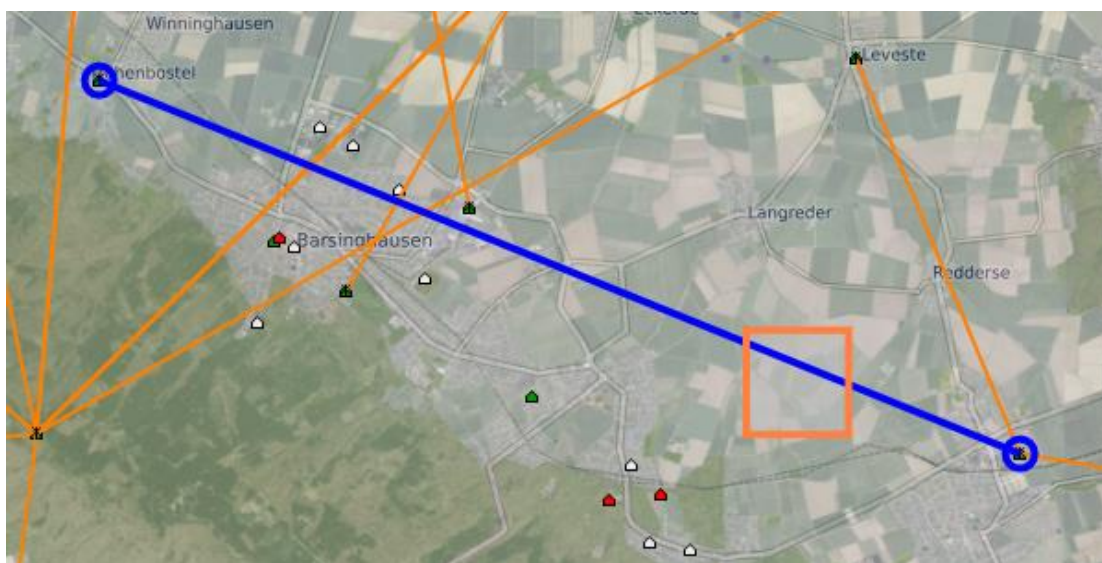 Winninghausen
henbostel
Leveste
Langreder
Barsinghausen
Redderse